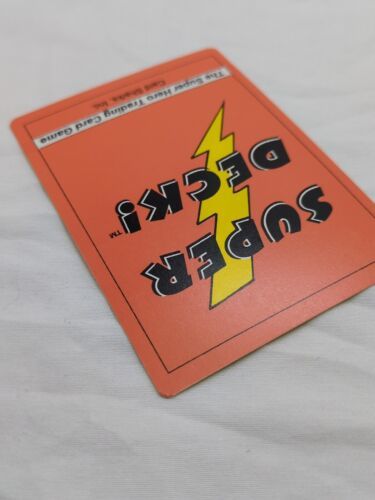 SUPER
DECK!™
The Super Hero Trading Card Game
Card Sharks, Inc.